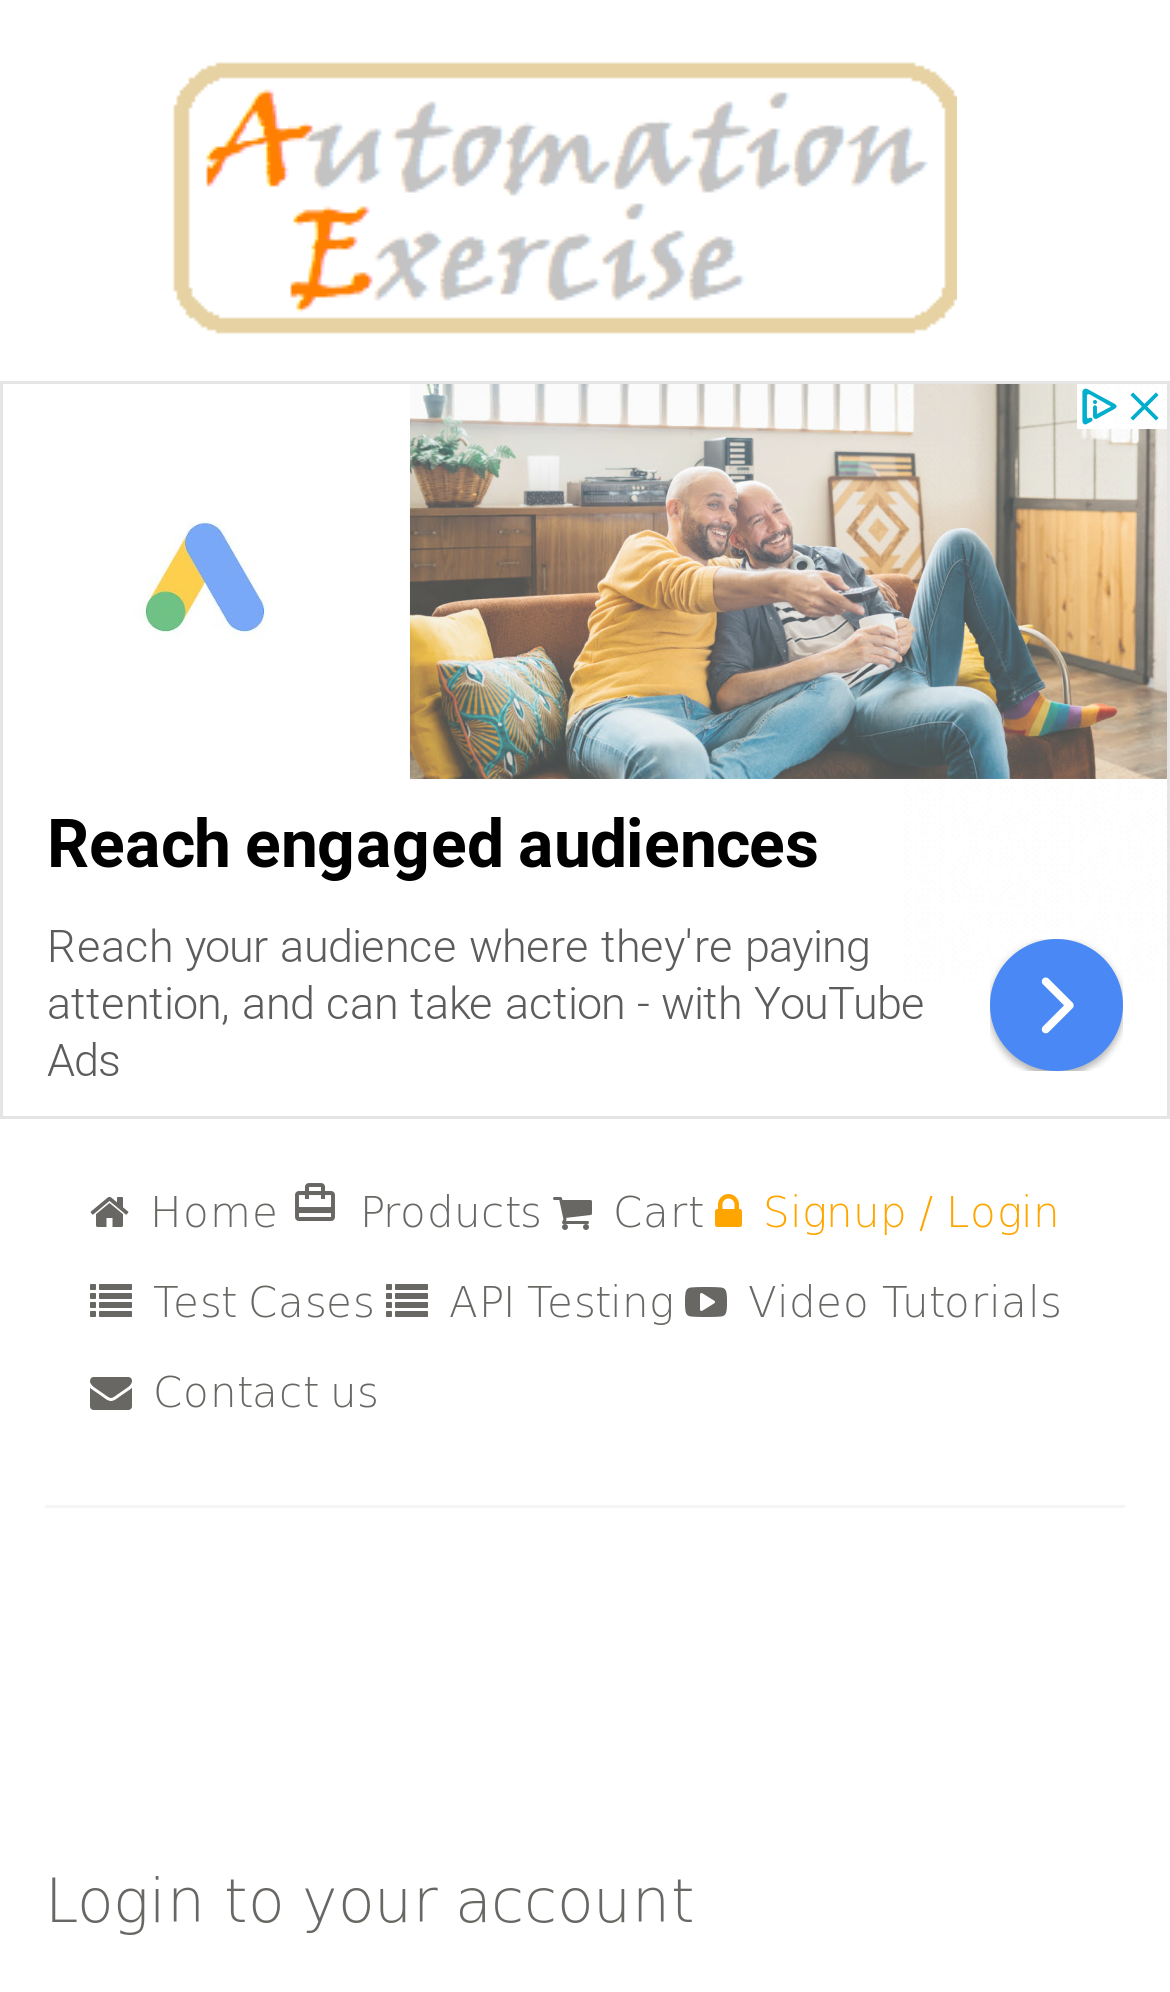 Automation
Exercise
Reach engaged audiences
Reach your audience where they're paying
attention, and can take action - with YouTube
Ads
Home Products Cart Signup / Login
Test Cases API Testing Video Tutorials
Contact us
Login to your account